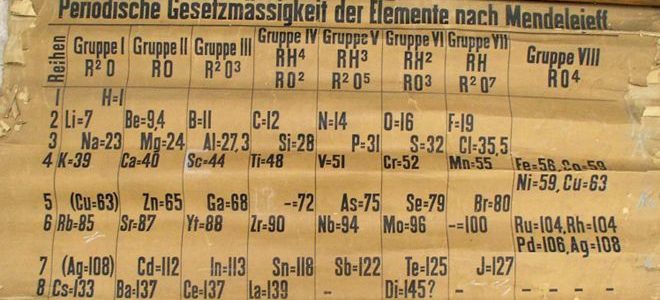 Periodische Gesetzmässigkeit der Elemente nach Mendelejeff.
Reihen Gruppe I Gruppe II Gruppe III Gruppe IV Gruppe V Gruppe VI Gruppe VII Gruppe VIII
RH⁴ RH³ RH² RH
R²O RO R²O³ RO² R²O⁵ RO³ R²O⁷ RO⁴
1 H=1
2 Li=7 Be=9,4 B=11 C=12 N=14 O=16 F=19
3 Na=23 Mg=24 Al=27,3 Si=28 P=31 S=32 Cl=35,5
4 K=39 Ca=40 Sc=44 Ti=48 V=51 Cr=52 Mn=55 Fe=56, Co=59
Ni=59, Cu=63
5 (Cu=63) Zn=65 Ga=68 -=72 As=75 Se=79 Br=80
6 Rb=85 Sr=87 Yt=88 Zr=90 Nb=94 Mo=96 -=100 Ru=104, Rh=104
Pd=106, Ag=108
7 (Ag=108) Cd=112 In=113 Sn=118 Sb=122 Te=125 J=127
8 Cs=133 Ba=137 Ce=137 La=139 - Di=145? - -